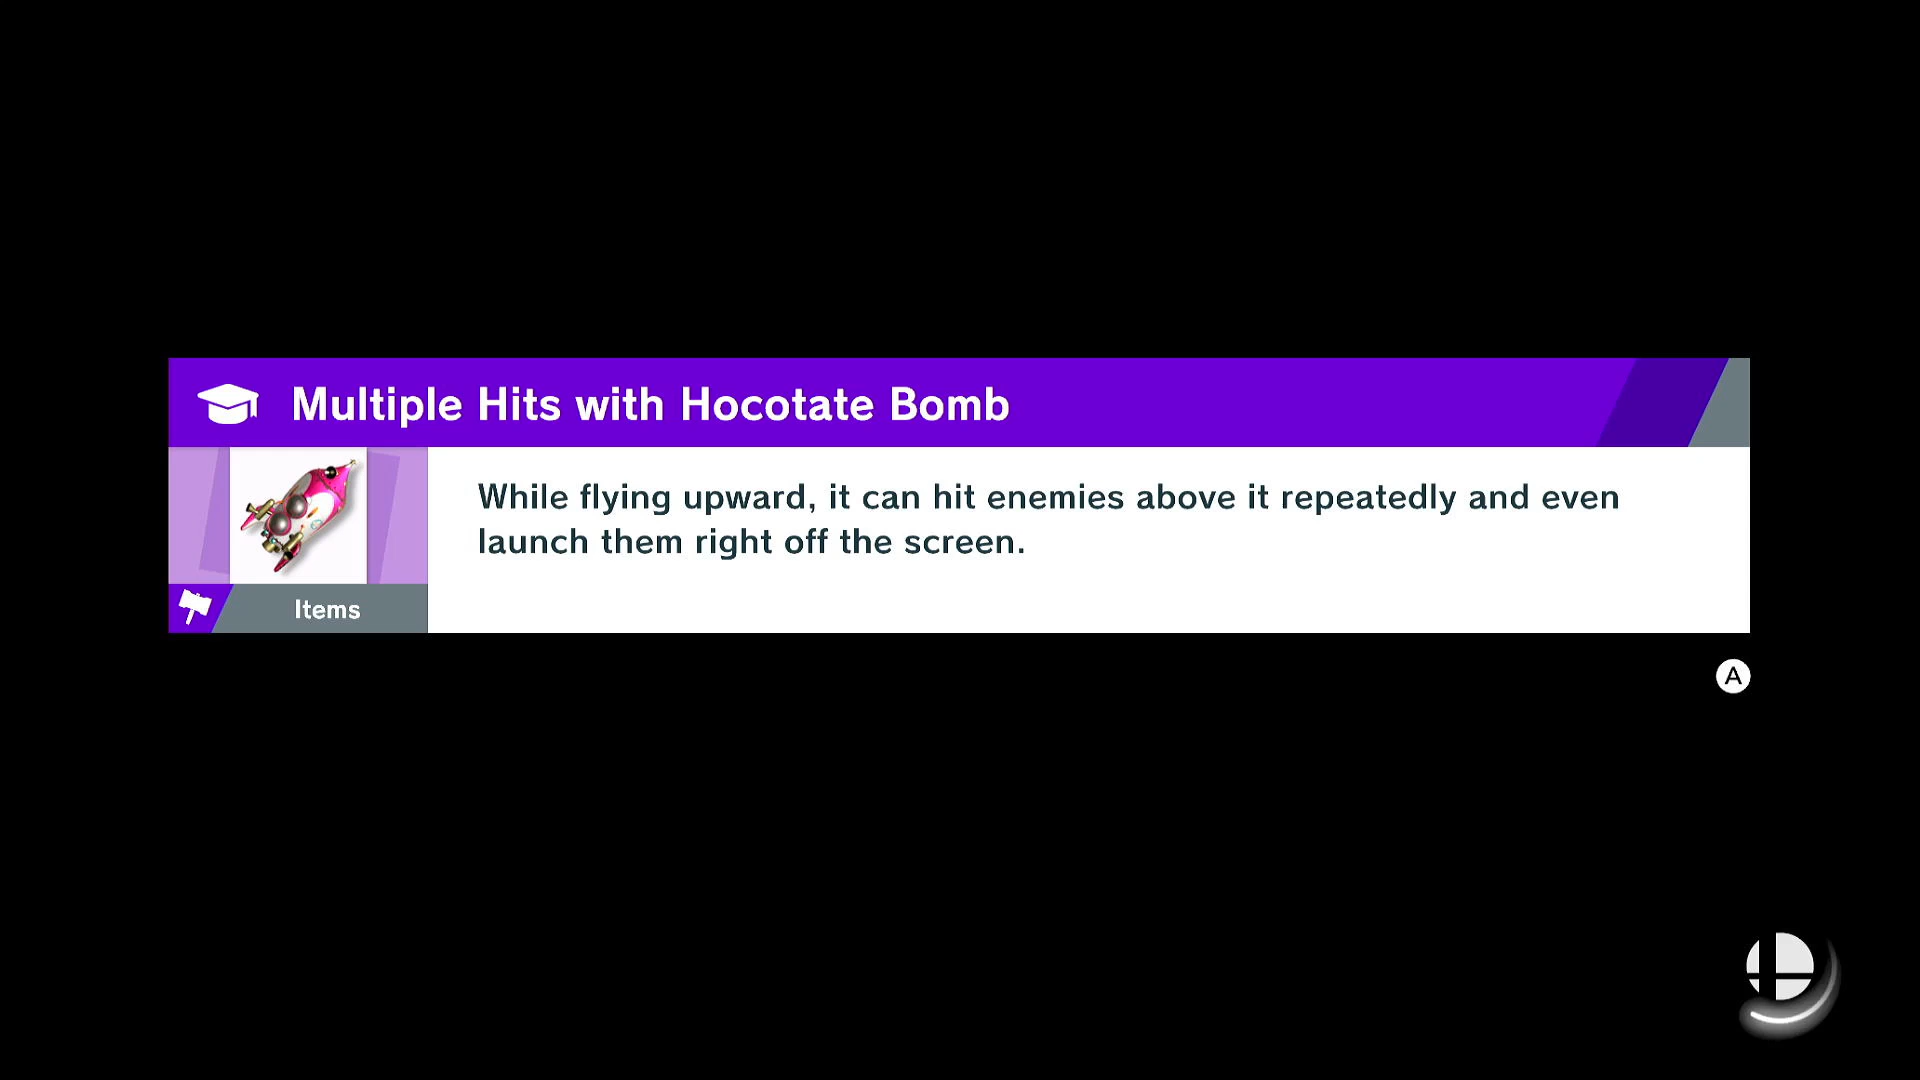 Multiple Hits with Hocotate Bomb
While flying upward, it can hit enemies above it repeatedly and even
launch them right off the screen.
Items
A